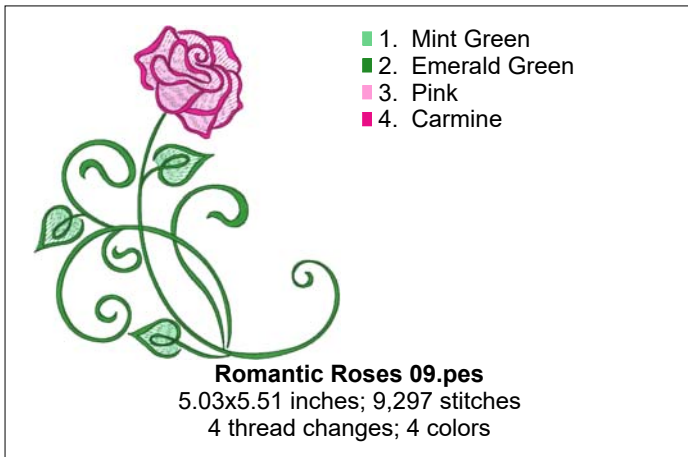 1. Mint Green
2. Emerald Green
3. Pink
4. Carmine
Romantic Roses 09.pes
5.03x5.51 inches; 9,297 stitches
4 thread changes; 4 colors